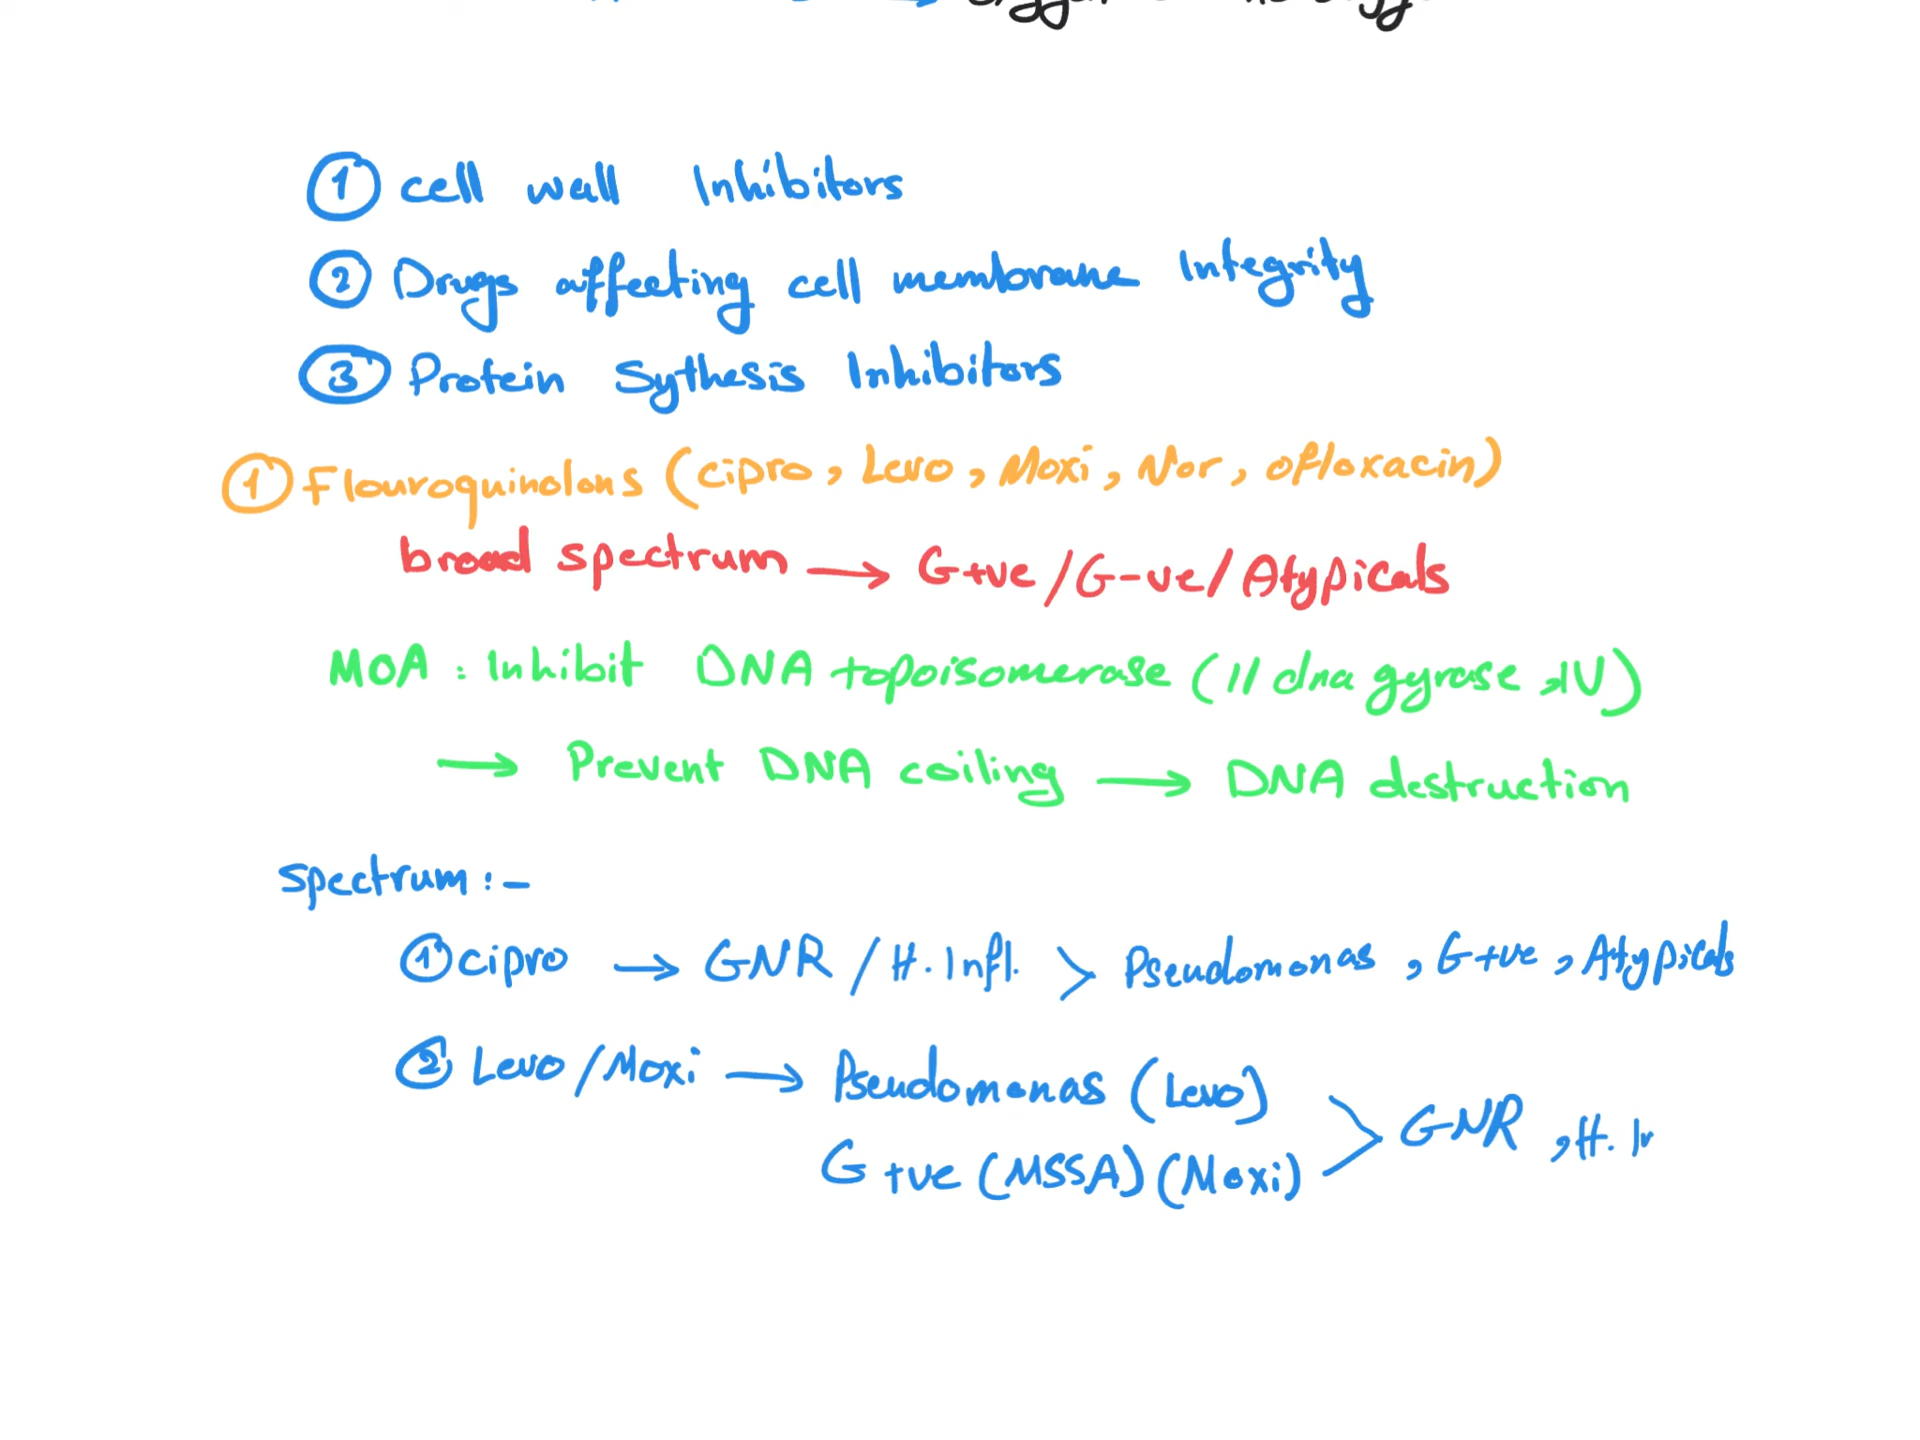 ① cell wall Inhibitors
② Drugs affecting cell membrane Integrity
③ Protein Sythesis Inhibitors
① Flouroquinolons (cipro, Levo, Moxi, Nor, ofloxacin)
broad spectrum → G+ve/G-ve/Atypicals
MOA : Inhibit DNA topoisomerase (II dna gyrase, IV)
→ Prevent DNA coiling → DNA destruction
spectrum :-
① cipro → GNR / H. Infl. > Pseudomonas, G+ve, Atypicals
② Levo/Moxi → Pseudomonas (Levo)
G +ve (MSSA) (Moxi) > GNR, H. In